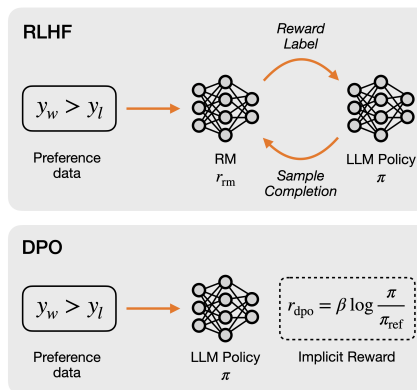 RLHF
Reward
Label
y_w > y_l
Preference
data
RM
r_rm
LLM Policy
π
Sample
Completion
DPO
y_w > y_l
Preference
data
LLM Policy
π
r_dpo = β log π / π_ref
Implicit Reward